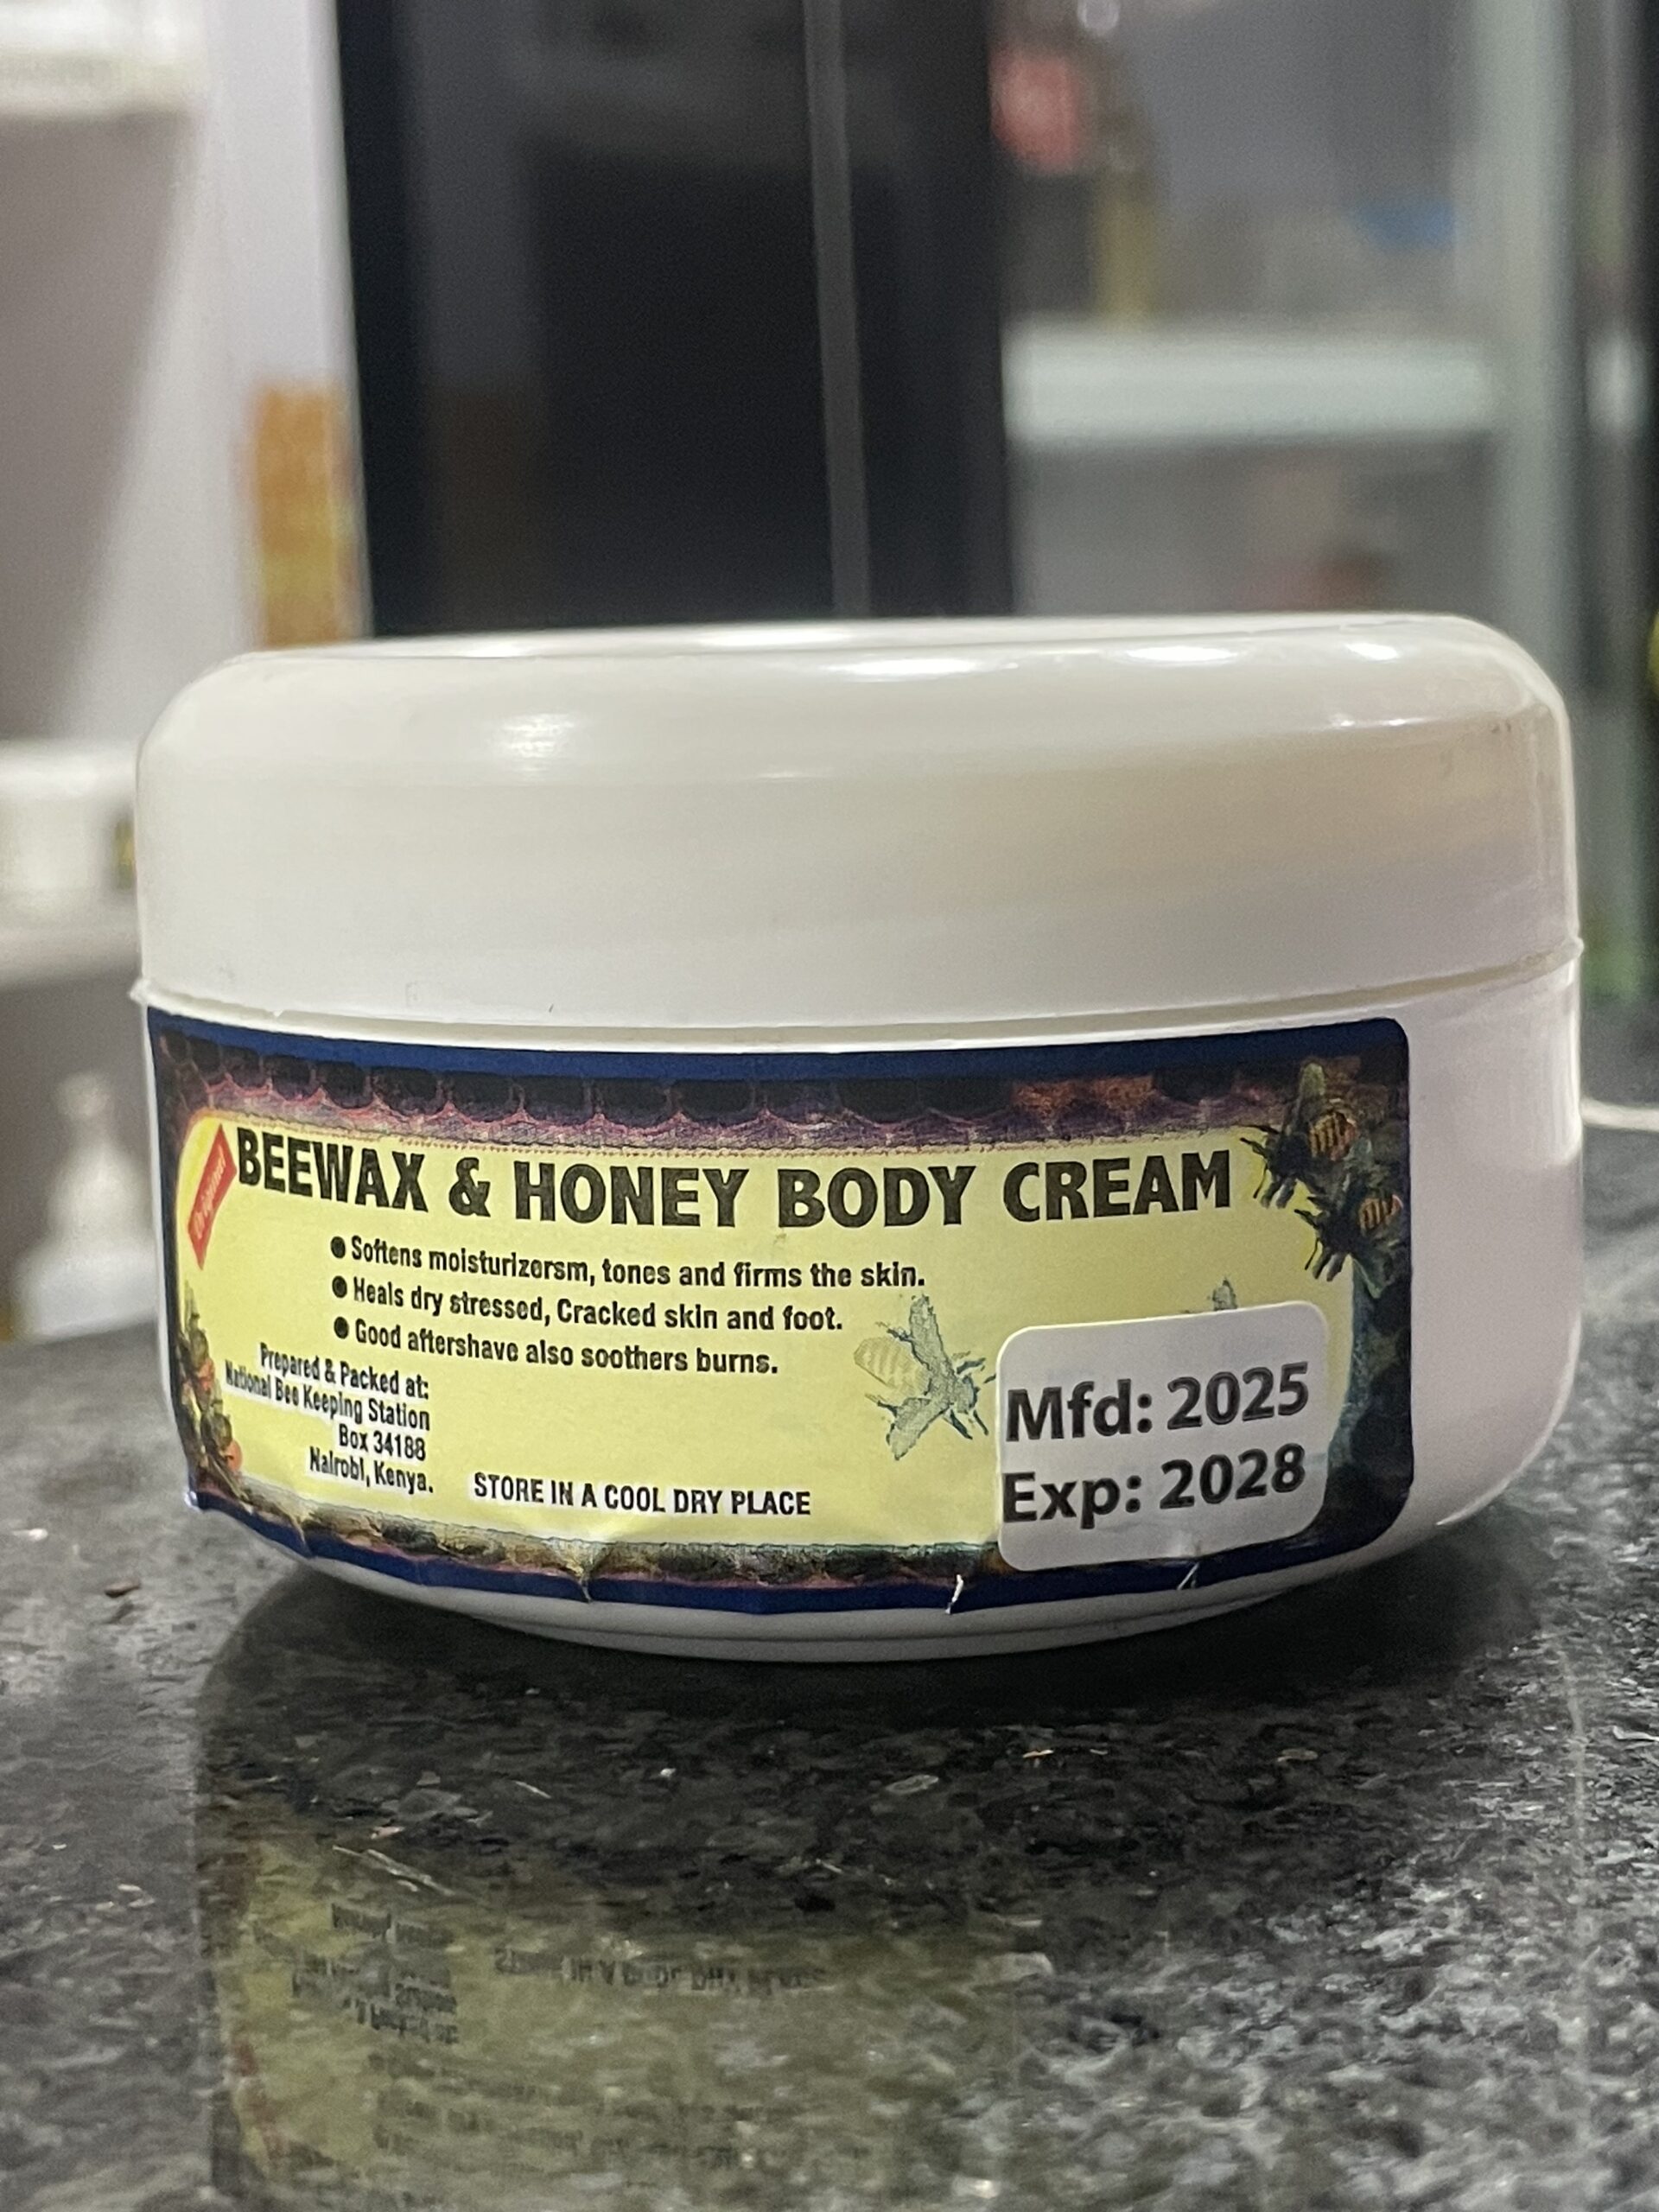 Original
BEEWAX & HONEY BODY CREAM
● Softens moisturizersm, tones and firms the skin.
● Heals dry stressed, Cracked skin and foot.
● Good aftershave also soothers burns.
Prepared & Packed at:
National Bee Keeping Station
Box 34188
Nairobi, Kenya.
STORE IN A COOL DRY PLACE
Mfd: 2025
Exp: 2028